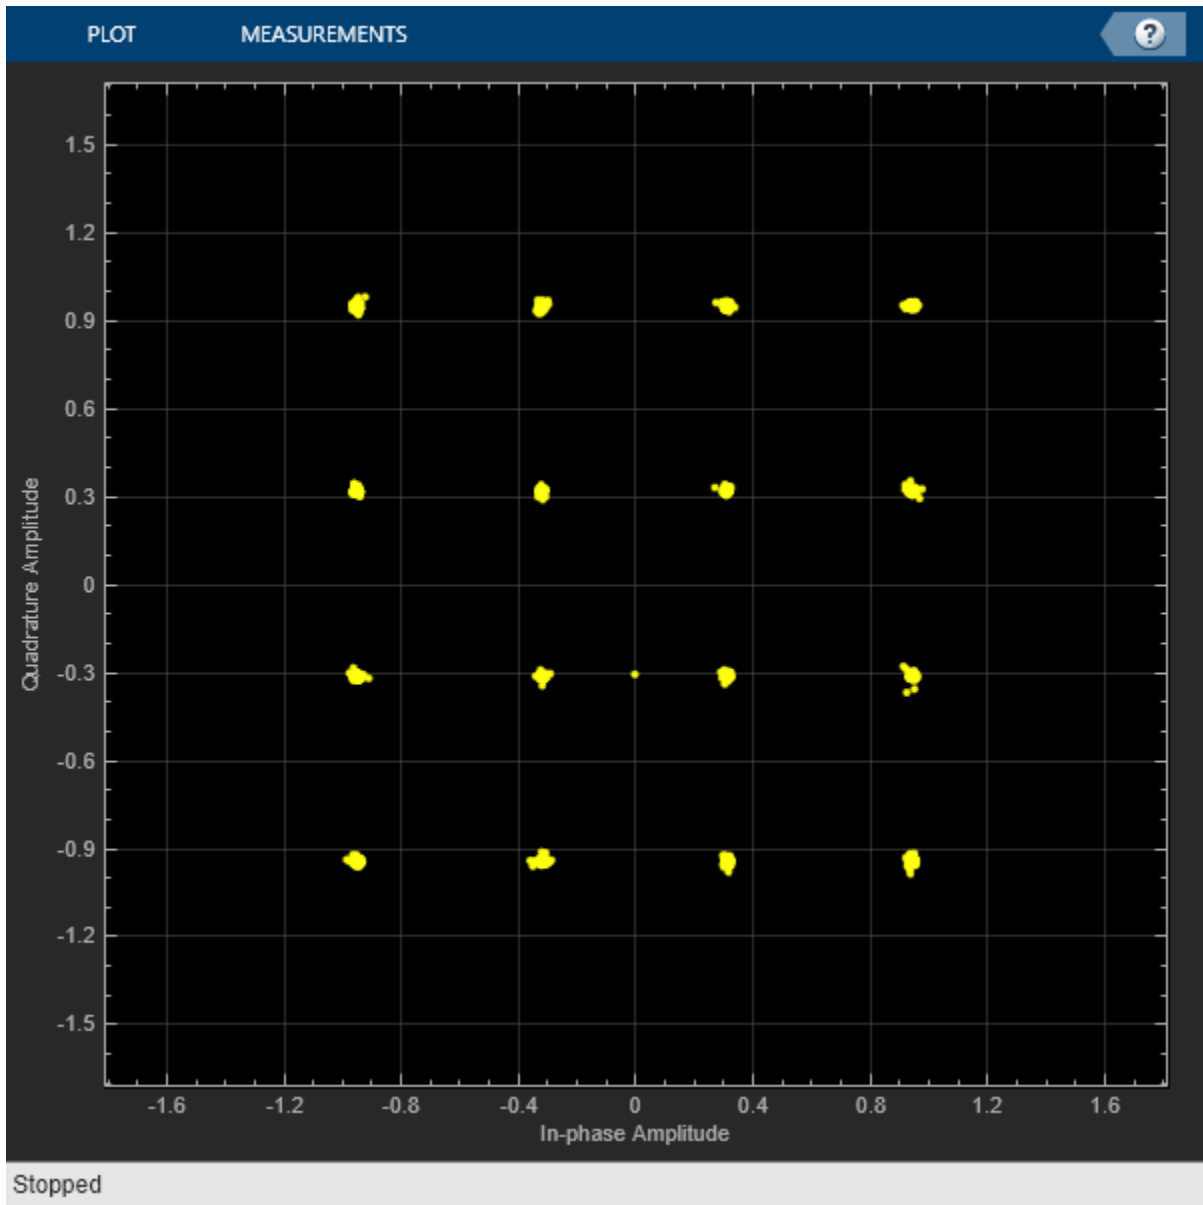 PLOT MEASUREMENTS ?
1.5
1.2
0.9
0.6
0.3
0
-0.3
-0.6
-0.9
-1.2
-1.5
Quadrature Amplitude
-1.6 -1.2 -0.8 -0.4 0 0.4 0.8 1.2 1.6
In-phase Amplitude
Stopped